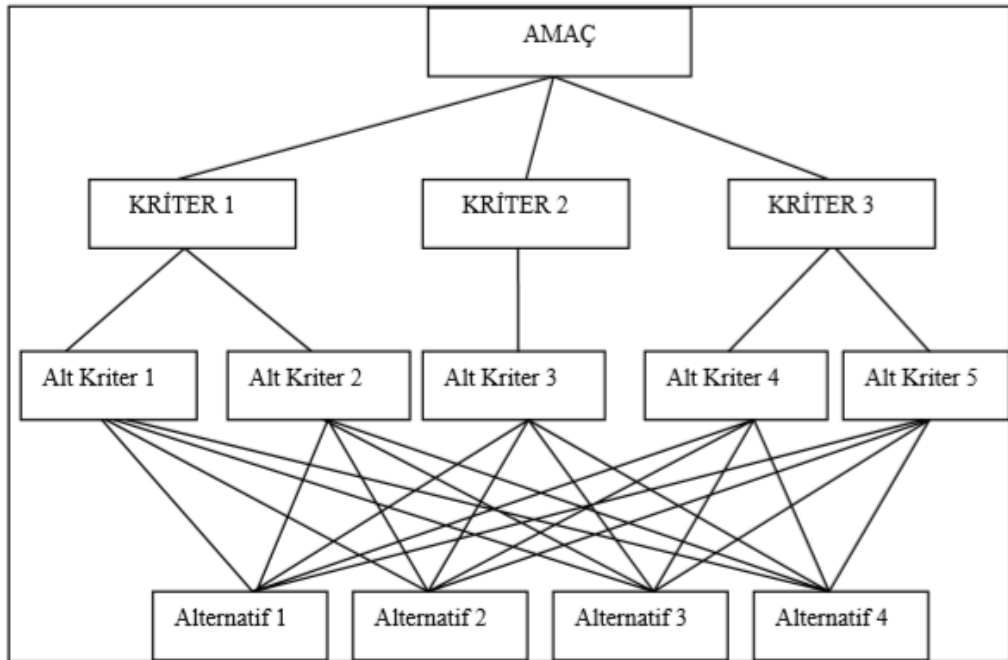 AMAÇ
KRİTER 1
KRİTER 2
KRİTER 3
Alt Kriter 1
Alt Kriter 2
Alt Kriter 3
Alt Kriter 4
Alt Kriter 5
Alternatif 1
Alternatif 2
Alternatif 3
Alternatif 4